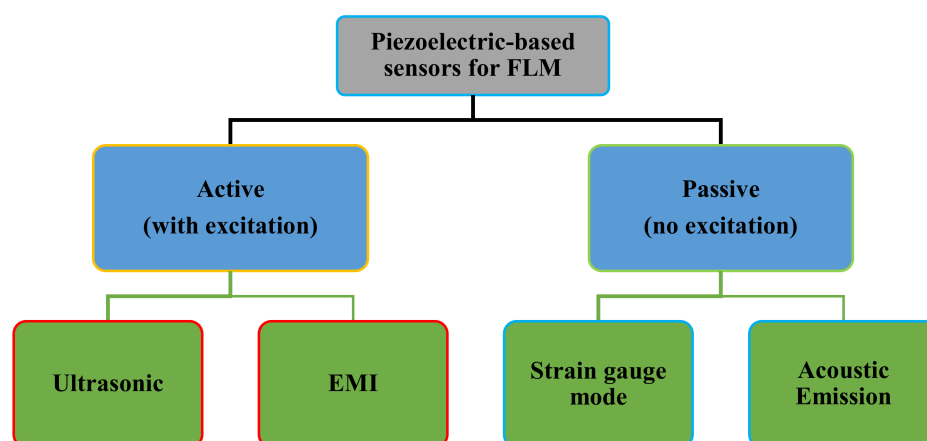 Piezoelectric-based
sensors for FLM
Active
(with excitation)
Passive
(no excitation)
Ultrasonic
EMI
Strain gauge
mode
Acoustic
Emission